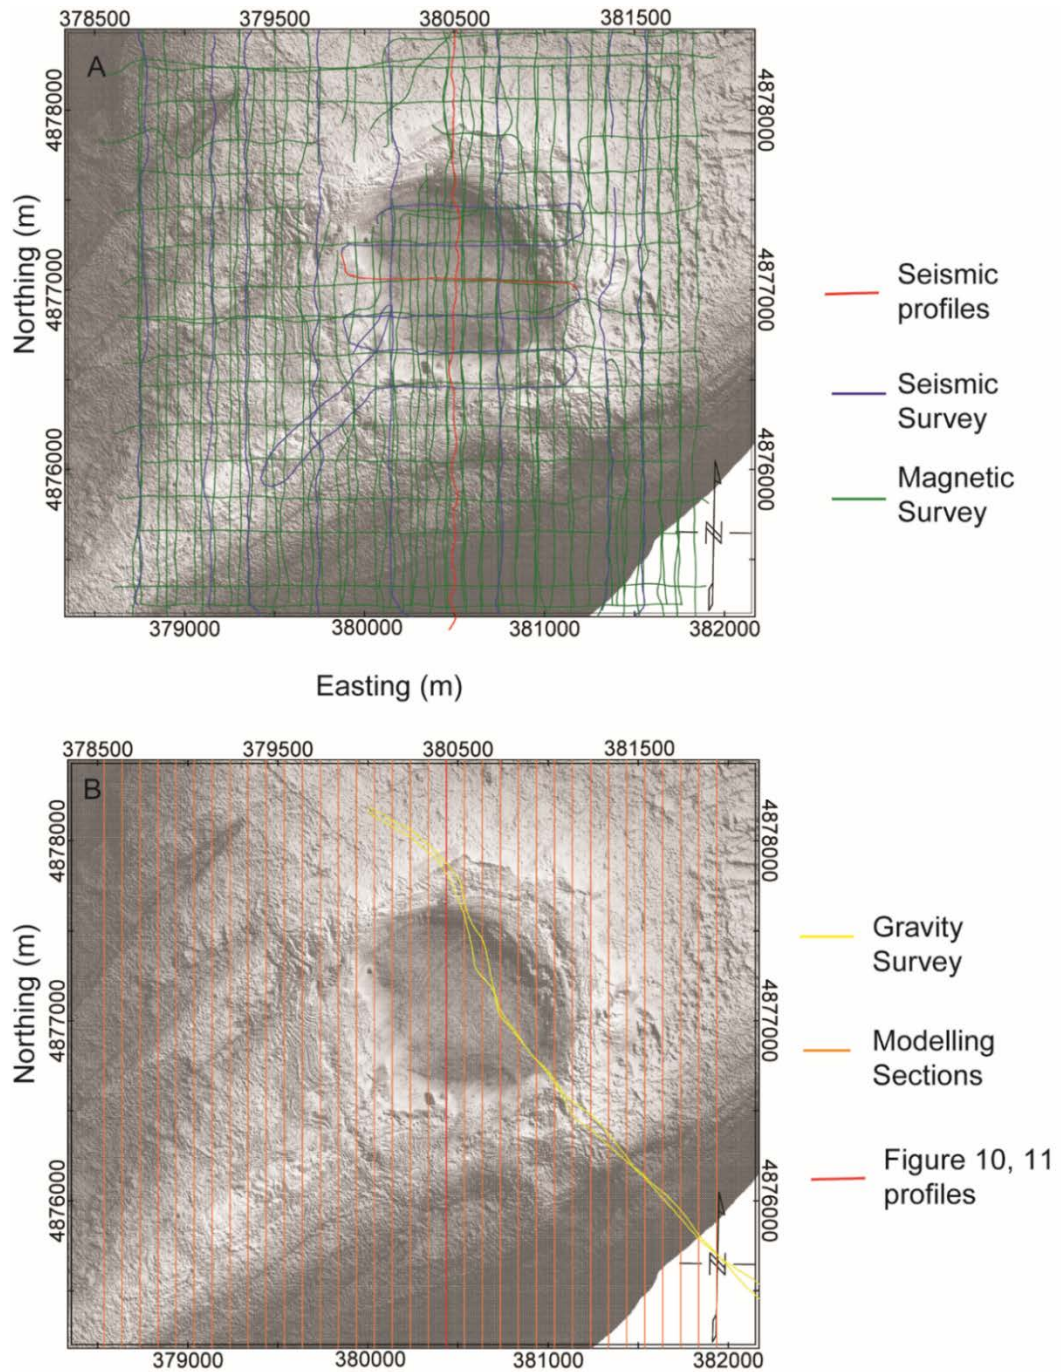 378500 379500 380500 381500
A
4878000
4878000
Northing (m)
4877000
4877000
4876000
4876000
N
379000 380000 381000 382000
Easting (m)
Seismic
profiles
Seismic
Survey
Magnetic
Survey
378500 379500 380500 381500
B
4878000
4878000
Northing (m)
4877000
4877000
4876000
4876000
N
379000 380000 381000 382000
Gravity
Survey
Modelling
Sections
Figure 10, 11
profiles